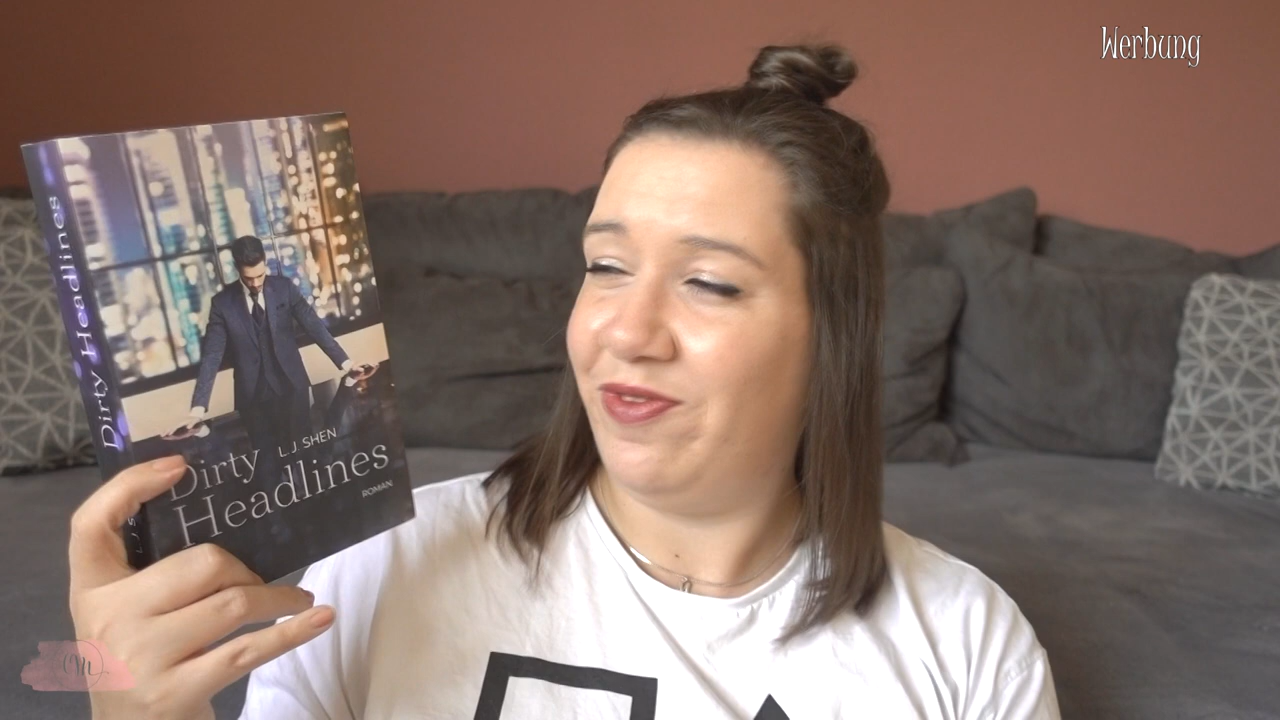 Werbung
Dirty Headlines
L.J. SHEN
Dirty
Headlines
ROMAN